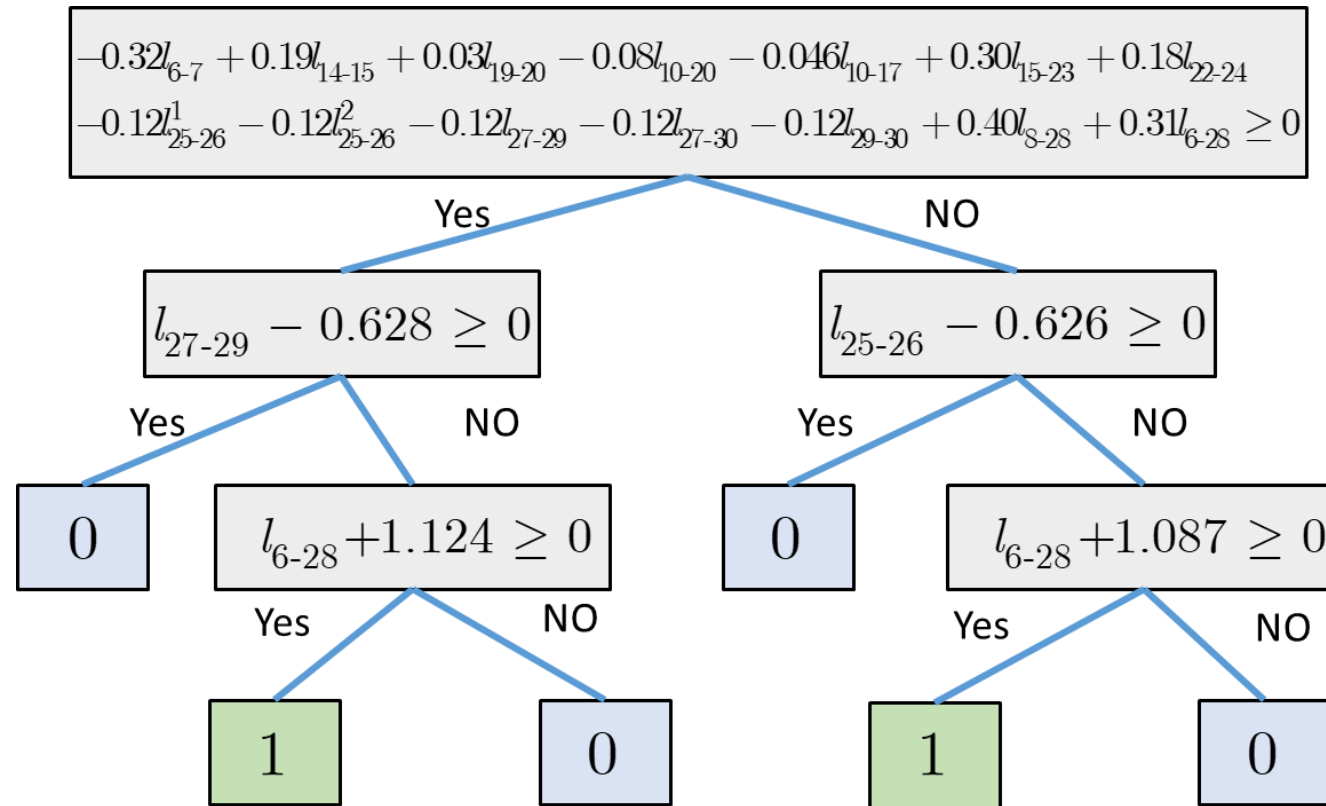 −0.32l₆₋₇ + 0.19l₁₄₋₁₅ + 0.03l₁₉₋₂₀ − 0.08l₁₀₋₂₀ − 0.046l₁₀₋₁₇ + 0.30l₁₅₋₂₃ + 0.18l₂₂₋₂₄
−0.12l¹₂₅₋₂₆ − 0.12l²₂₅₋₂₆ − 0.12l₂₇₋₂₉ − 0.12l₂₇₋₃₀ − 0.12l₂₉₋₃₀ + 0.40l₈₋₂₈ + 0.31l₆₋₂₈ ≥ 0
Yes NO
l₂₇₋₂₉ − 0.628 ≥ 0 l₂₅₋₂₆ − 0.626 ≥ 0
Yes NO Yes NO
0 l₆₋₂₈+1.124 ≥ 0 0 l₆₋₂₈+1.087 ≥ 0
Yes NO Yes NO
1 0 1 0